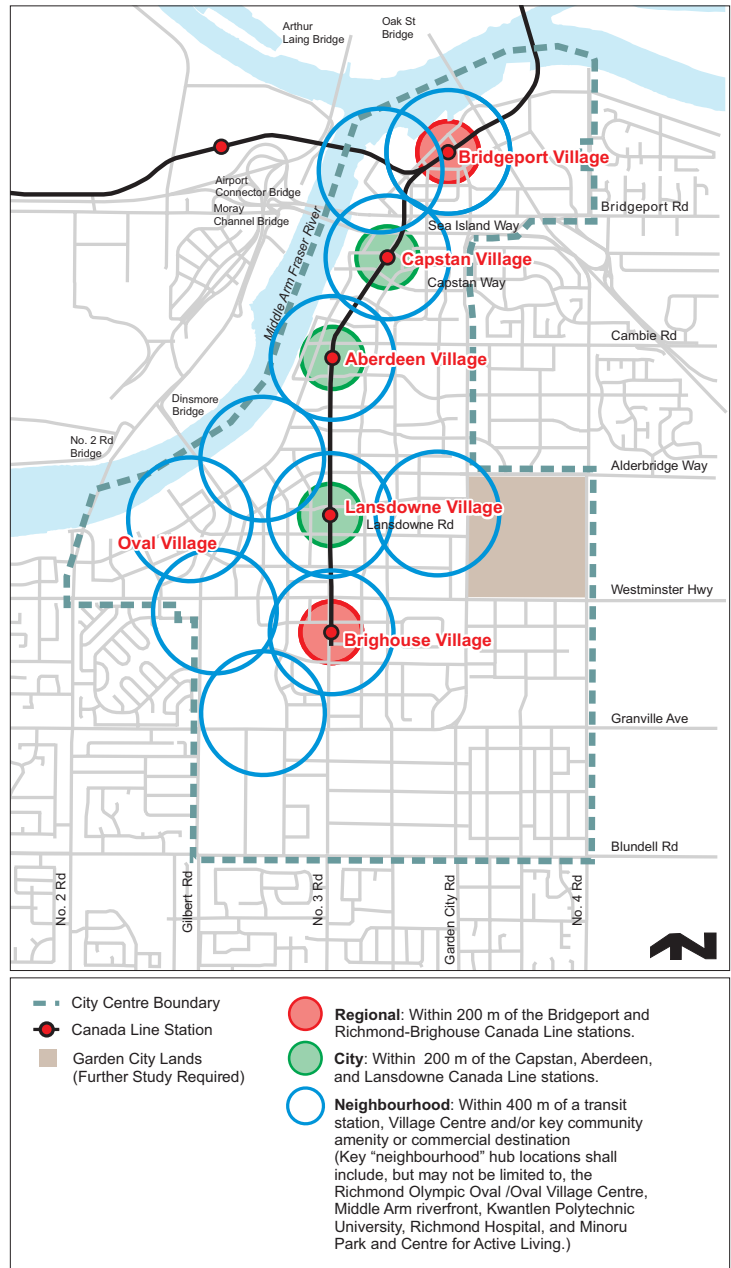 Arthur
Laing Bridge
Oak St
Bridge
Bridgeport Village
Airport
Connector Bridge
Moray
Channel Bridge
Bridgeport Rd
Sea Island Way
Middle Arm Fraser River
Capstan Village
Capstan Way
Cambie Rd
Aberdeen Village
Dinsmore
Bridge
No. 2 Rd
Bridge
Alderbridge Way
Lansdowne Village
Lansdowne Rd
Oval Village
Westminster Hwy
Brighouse Village
Granville Ave
Blundell Rd
No. 2 Rd
Gilbert Rd
No. 3 Rd
Garden City Rd
No. 4 Rd
N
City Centre Boundary
Canada Line Station
Garden City Lands
(Further Study Required)
Regional: Within 200 m of the Bridgeport and
Richmond-Brighouse Canada Line stations.
City: Within 200 m of the Capstan, Aberdeen,
and Lansdowne Canada Line stations.
Neighbourhood: Within 400 m of a transit
station, Village Centre and/or key community
amenity or commercial destination
(Key “neighbourhood” hub locations shall
include, but may not be limited to, the
Richmond Olympic Oval /Oval Village Centre,
Middle Arm riverfront, Kwantlen Polytechnic
University, Richmond Hospital, and Minoru
Park and Centre for Active Living.)